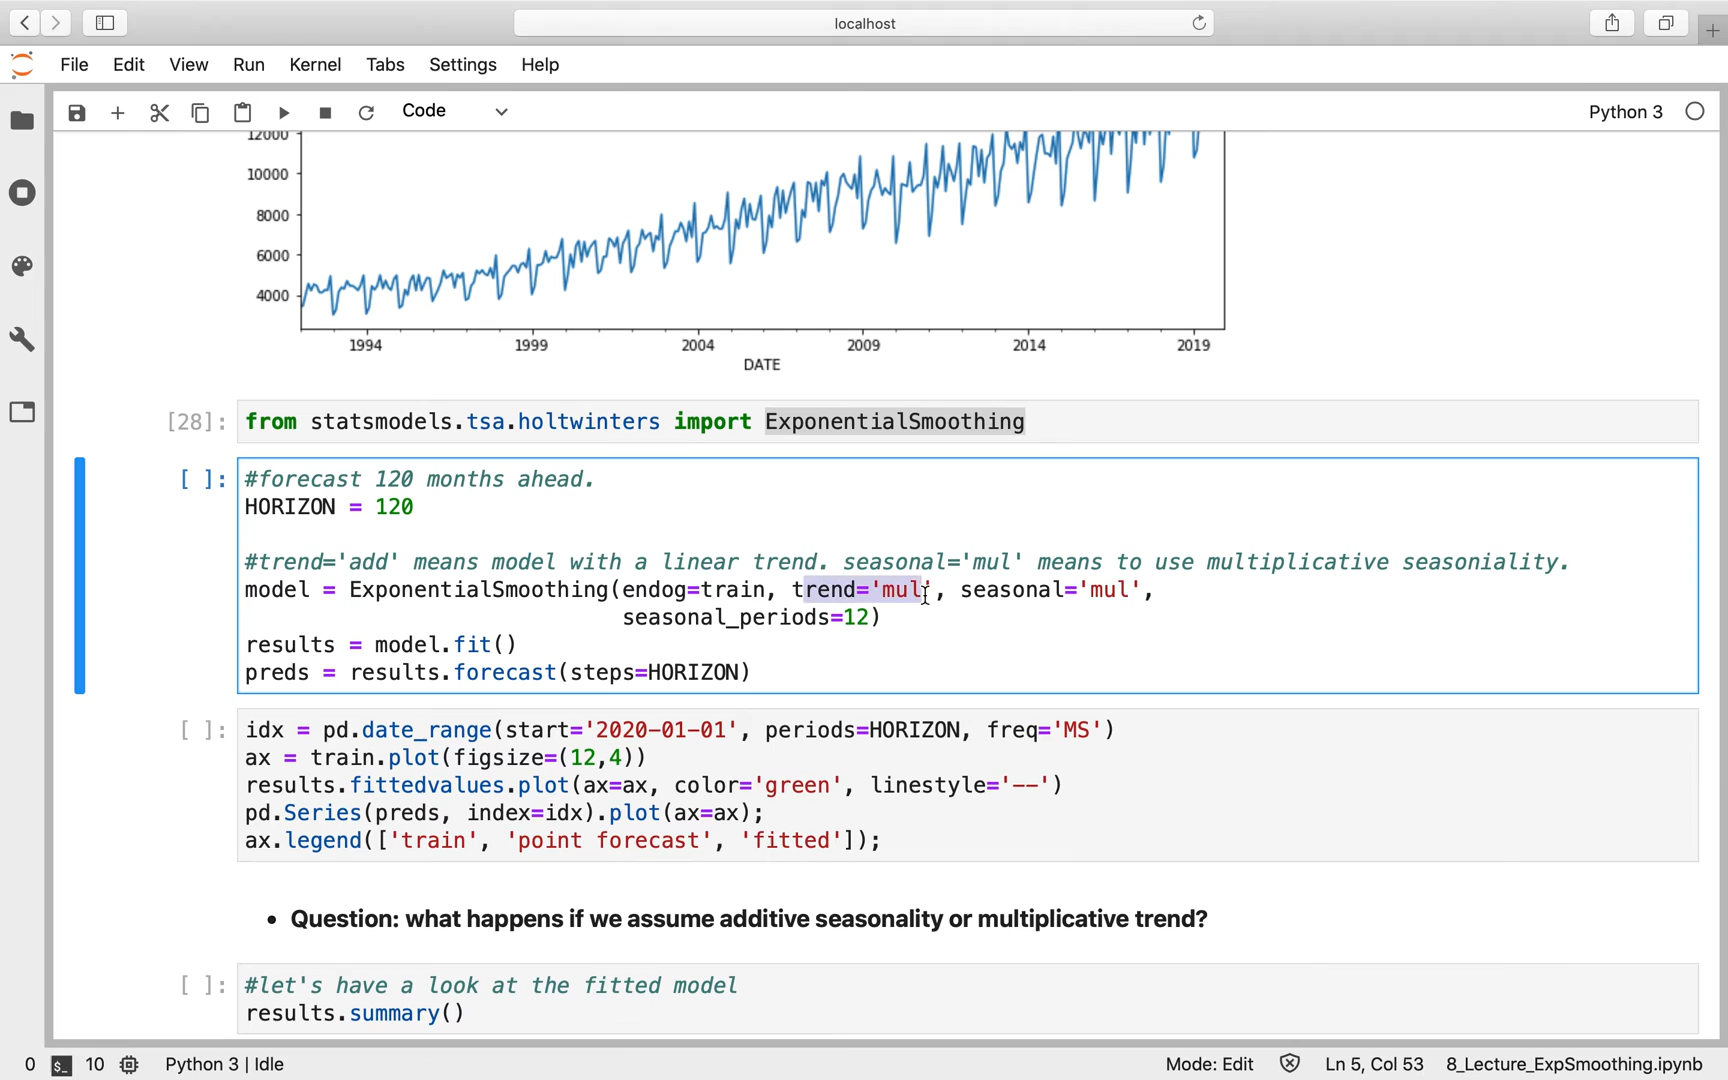 localhost
File Edit View Run Kernel Tabs Settings Help
Code
Python 3
12000
10000
8000
6000
4000
1994 1999 2004 2009 2014 2019
DATE
[28]: from statsmodels.tsa.holtwinters import ExponentialSmoothing
[ ]: #forecast 120 months ahead.
HORIZON = 120
#trend='add' means model with a linear trend. seasonal='mul' means to use multiplicative seasoniality.
model = ExponentialSmoothing(endog=train, trend='mul', seasonal='mul',
seasonal_periods=12)
results = model.fit()
preds = results.forecast(steps=HORIZON)
[ ]: idx = pd.date_range(start='2020-01-01', periods=HORIZON, freq='MS')
ax = train.plot(figsize=(12,4))
results.fittedvalues.plot(ax=ax, color='green', linestyle='--')
pd.Series(preds, index=idx).plot(ax=ax);
ax.legend(['train', 'point forecast', 'fitted']);
• Question: what happens if we assume additive seasonality or multiplicative trend?
[ ]: #let's have a look at the fitted model
results.summary()
0 $_ 10 Python 3 | Idle Mode: Edit Ln 5, Col 53 8_Lecture_ExpSmoothing.ipynb